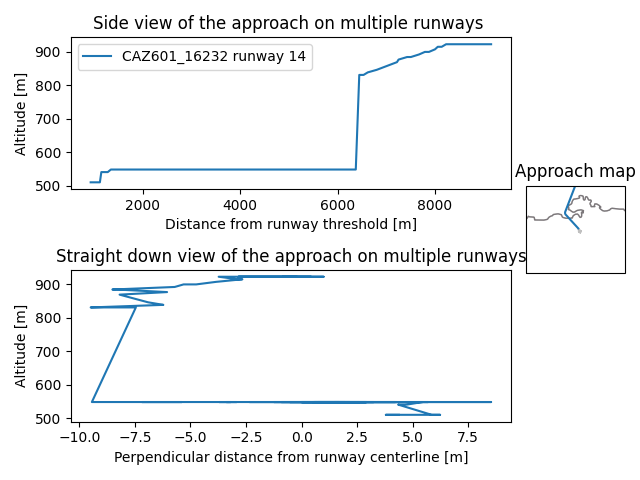 Side view of the approach on multiple runways
900
800
700
600
500
Altitude [m]
CAZ601_16232 runway 14
2000
4000
6000
8000
Distance from runway threshold [m]
Approach map
Straight down view of the approach on multiple runways
900
800
700
600
500
Altitude [m]
−10.0
−7.5
−5.0
−2.5
0.0
2.5
5.0
7.5
Perpendicular distance from runway centerline [m]